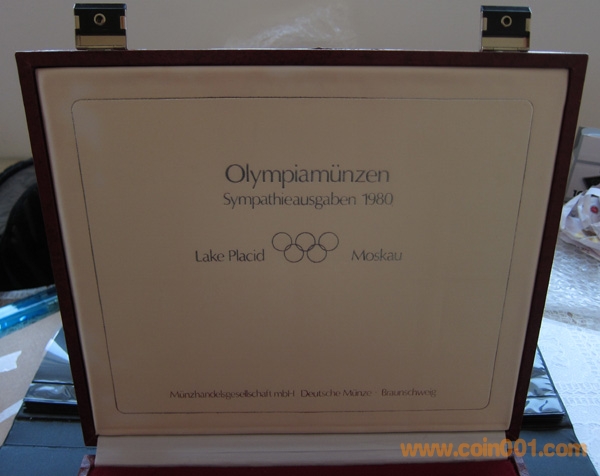 Olympiamünzen
Sympathieausgaben 1980
Lake Placid Moskau
Münzhandelsgesellschaft mbH Deutsche Münze Braunschweig
www.coin001.com